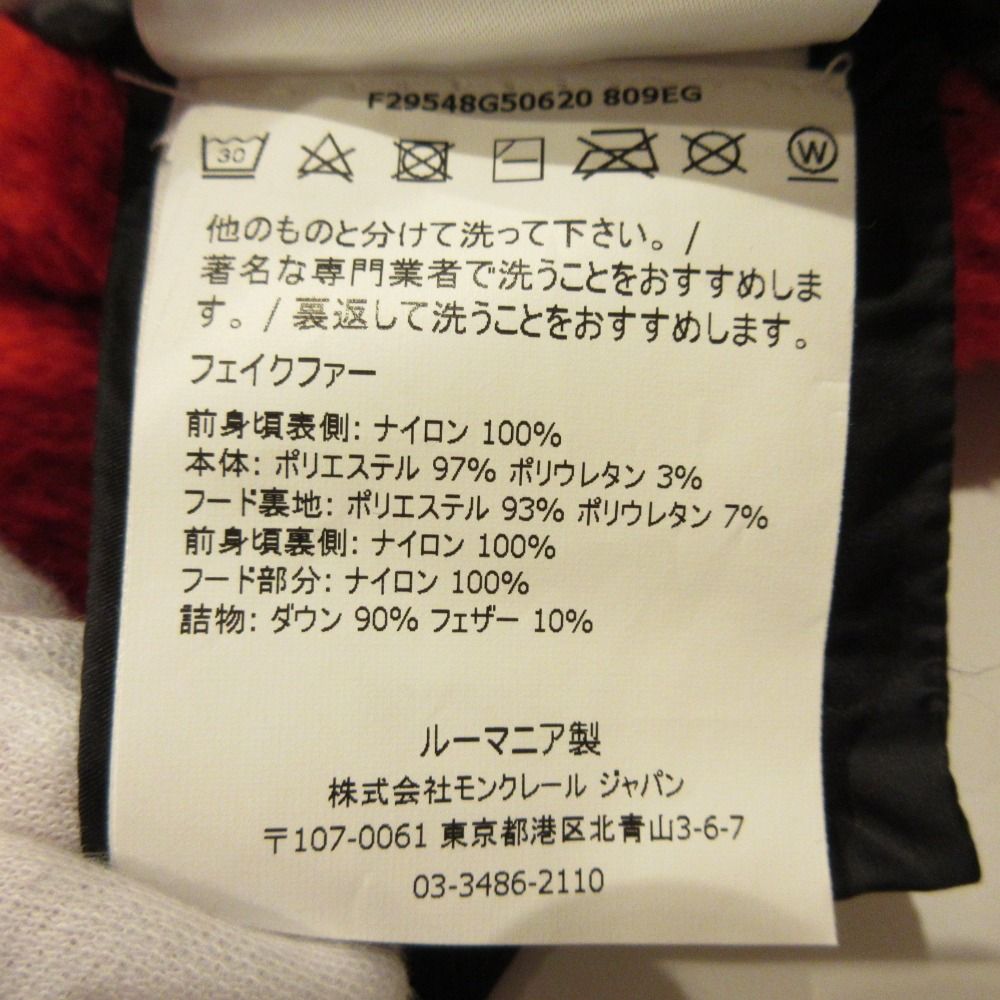 F29548G50620 809EG
30 W
他のものと分けて洗って下さい。/
著名な専門業者で洗うことをおすすめしま
す。/ 裏返して洗うことをおすすめします。
フェイクファー
前身頃表側: ナイロン 100%
本体: ポリエステル 97% ポリウレタン 3%
フード裏地: ポリエステル 93% ポリウレタン 7%
前身頃裏側: ナイロン 100%
フード部分: ナイロン 100%
詰物: ダウン 90% フェザー 10%
ルーマニア製
株式会社モンクレール ジャパン
〒107-0061 東京都港区北青山3-6-7
03-3486-2110